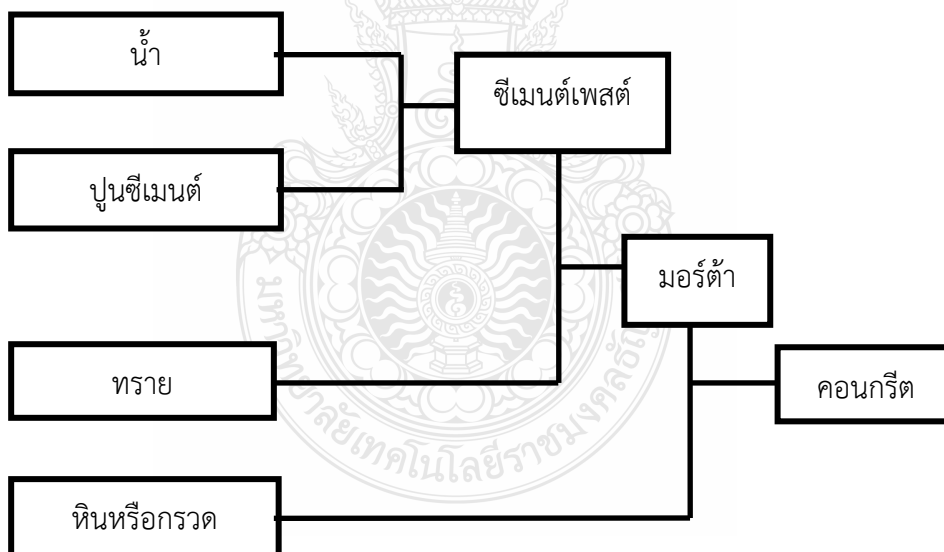 น้ำ
ซีเมนต์เพสต์
ปูนซีเมนต์
มอร์ต้า
ทราย
คอนกรีต
หินหรือกรวด